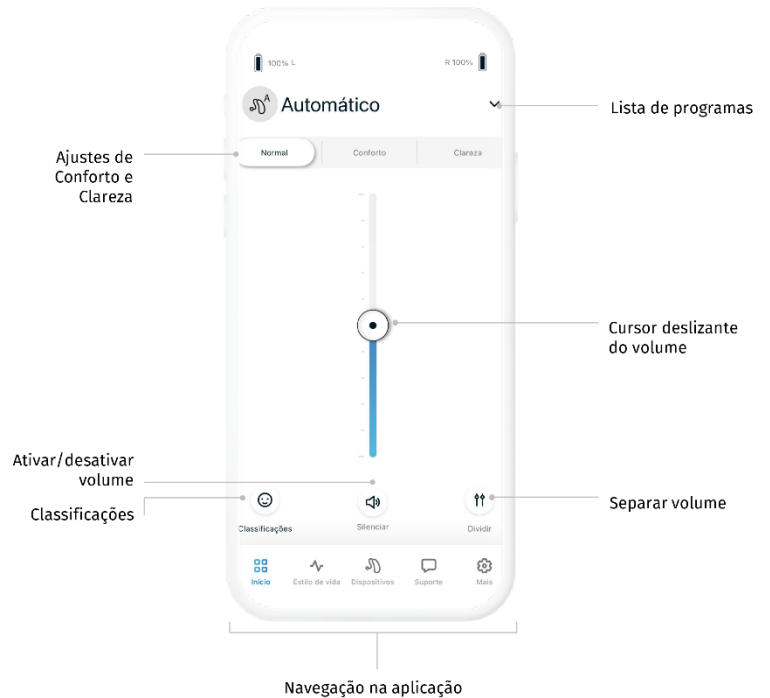 100% L
R 100%
Automático
Lista de programas
Normal
Conforto
Clareza
Ajustes de
Conforto e
Clareza
Cursor deslizante
do volume
Ativar/desativar
volume
Classificações
Separar volume
Classificações
Silenciar
Dividir
Início
Estilo de vida
Dispositivos
Suporte
Mais
Navegação na aplicação